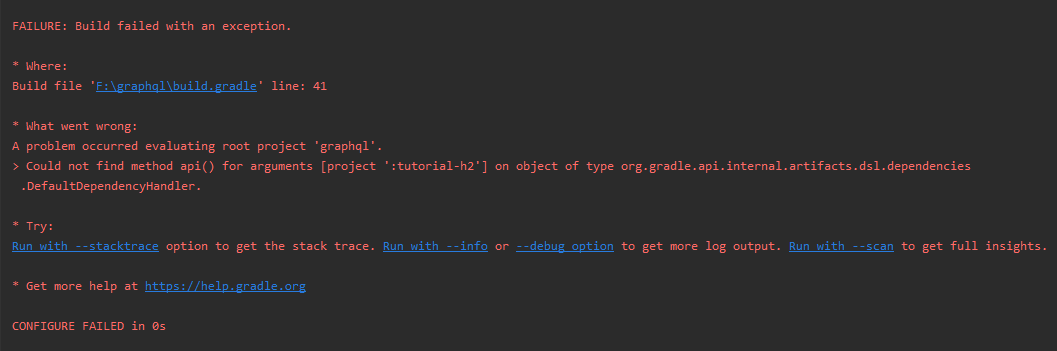 FAILURE: Build failed with an exception.
* Where:
Build file 'F:\graphql\build.gradle' line: 41
* What went wrong:
A problem occurred evaluating root project 'graphql'.
> Could not find method api() for arguments [project ':tutorial-h2'] on object of type org.gradle.api.internal.artifacts.dsl.dependencies
.DefaultDependencyHandler.
* Try:
Run with --stacktrace option to get the stack trace. Run with --info or --debug option to get more log output. Run with --scan to get full insights.
* Get more help at https://help.gradle.org
CONFIGURE FAILED in 0s